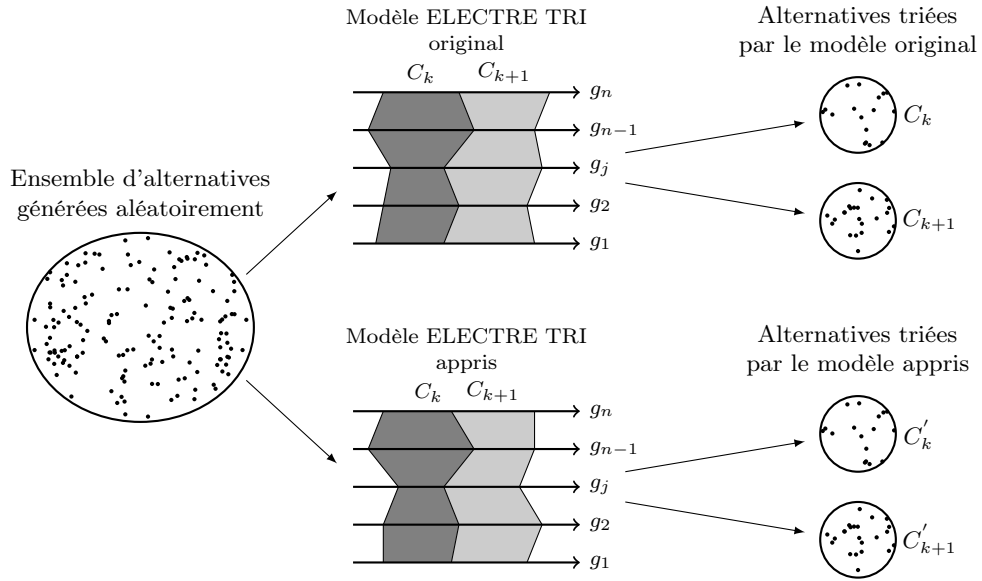 Modèle ELECTRE TRI
original
C_k
C_{k+1}
g_n
g_{n−1}
g_j
g_2
g_1
Alternatives triées
par le modèle original
C_k
C_{k+1}
Ensemble d'alternatives
générées aléatoirement
Modèle ELECTRE TRI
appris
C_k
C_{k+1}
g_n
g_{n−1}
g_j
g_2
g_1
Alternatives triées
par le modèle appris
C'_k
C'_{k+1}